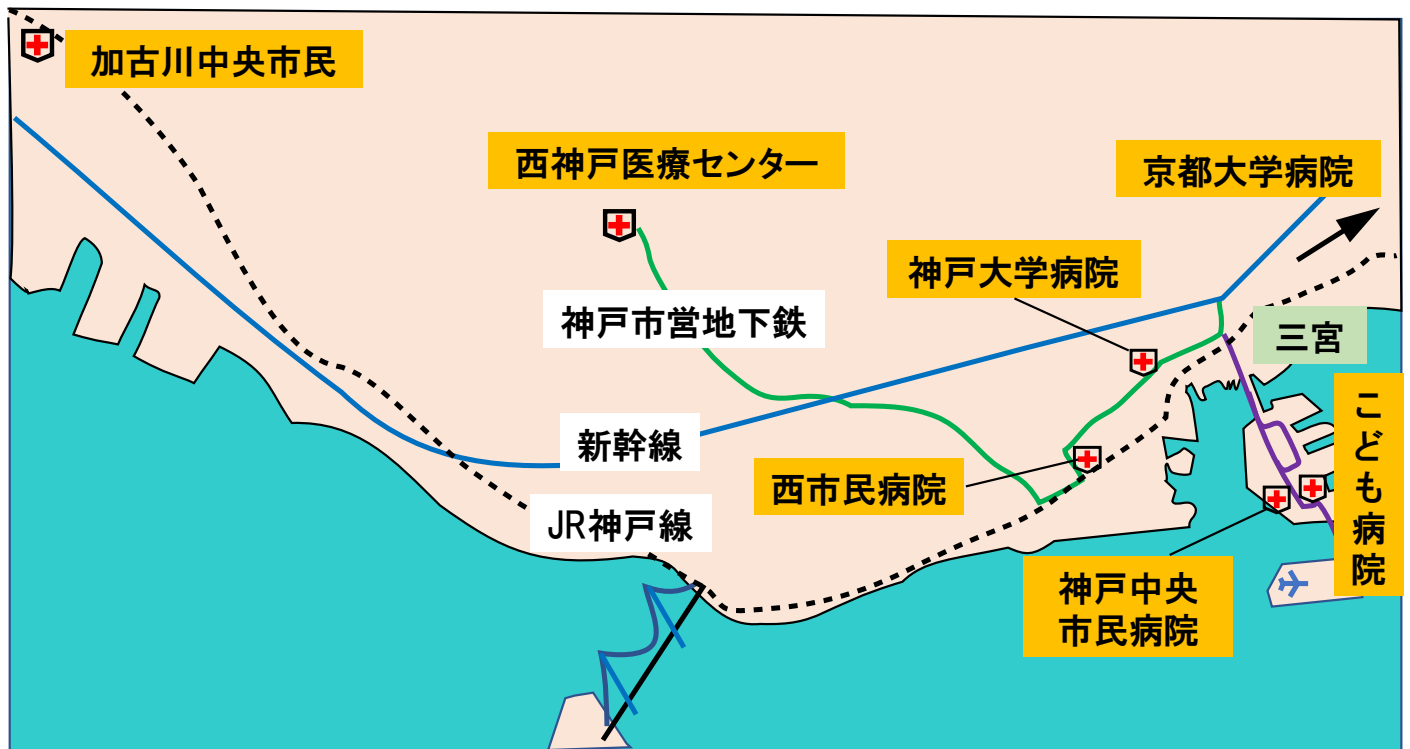 加古川中央市民
西神戸医療センター
京都大学病院
神戸大学病院
神戸市営地下鉄
三宮
こども病院
新幹線
西市民病院
JR神戸線
神戸中央
市民病院